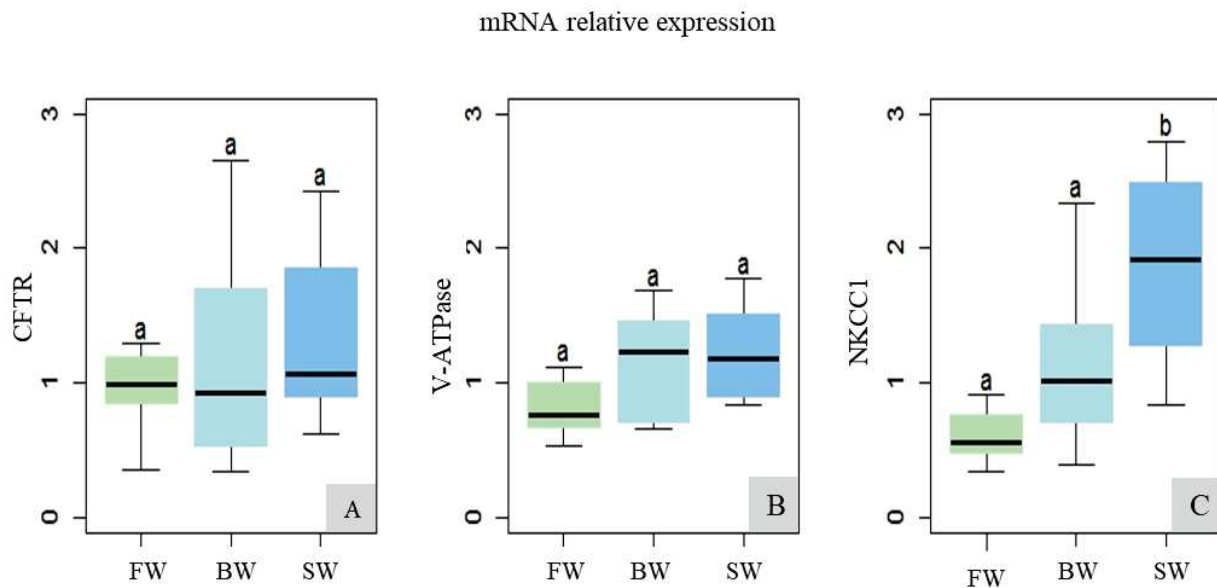 mRNA relative expression
CFTR
3
2
1
0
a
a
a
A
FW
BW
SW
V-ATPase
3
2
1
0
a
a
a
B
FW
BW
SW
NKCC1
3
2
1
0
a
a
b
C
FW
BW
SW